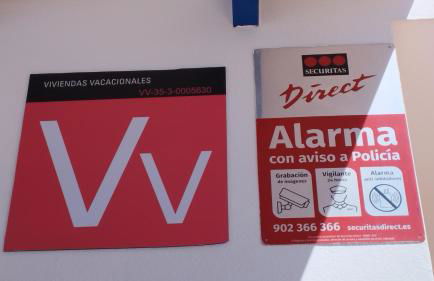 VIVIENDAS VACACIONALES
VV-35-3-0005630
Vv
SECURITAS
Direct
Alarma
con aviso a Policía
Grabación
de imágenes
Vigilante
24 horas
Alarma
anti inhibidores
902 366 366 securitasdirect.es